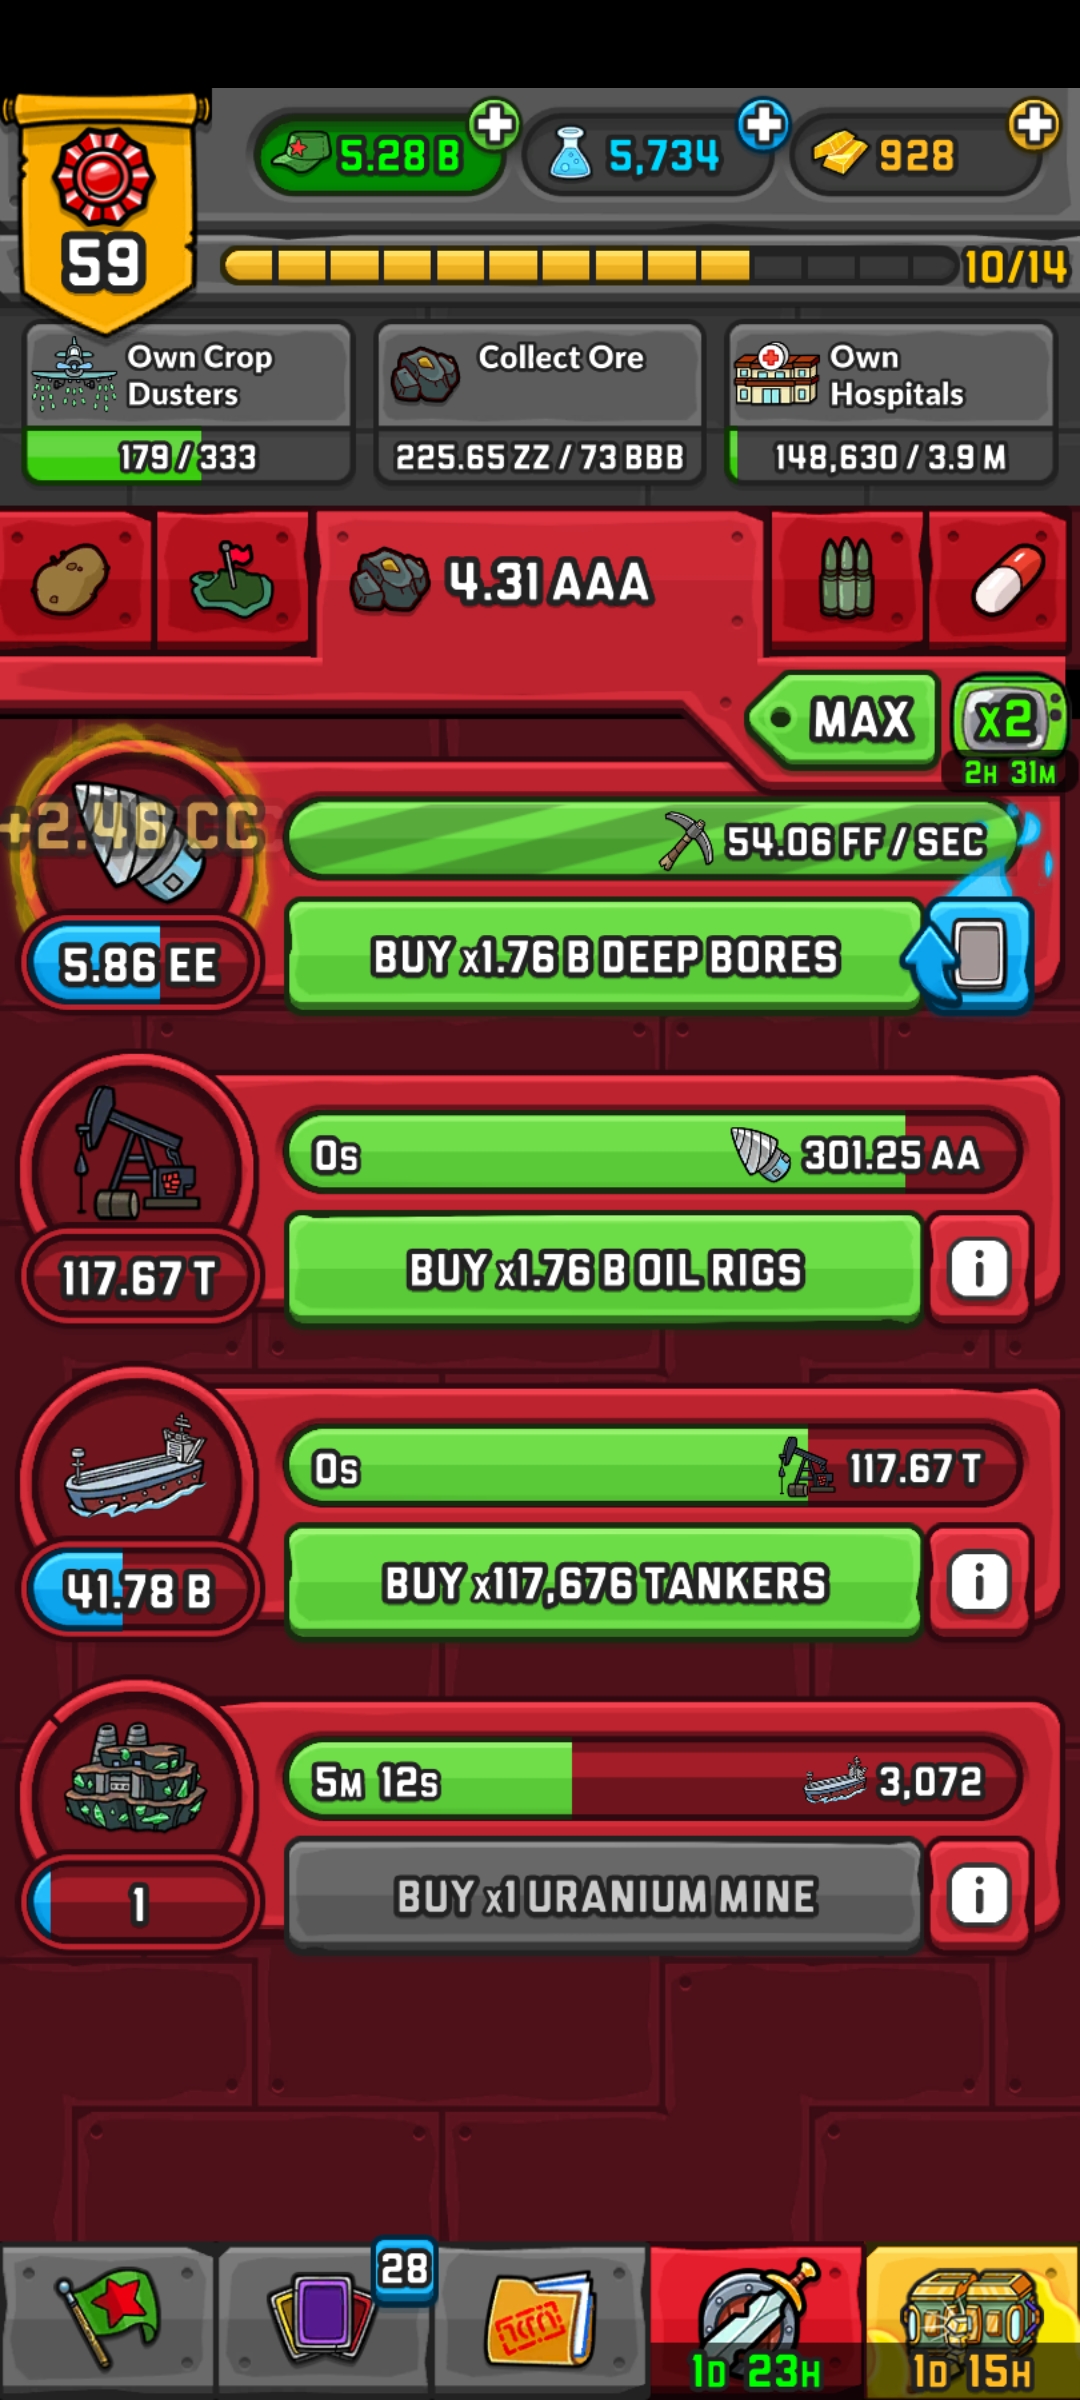 5.28 B
5,734
928
59
10/14
Own Crop
Dusters
179/333
Collect Ore
225.65 ZZ / 73 BBB
Own
Hospitals
148,630 / 3.9 M
4.31 AAA
MAX
x2
2H 31M
+2.46 CC
54.06 FF / SEC
5.86 EE
BUY x1.76 B DEEP BORES
0s
301.25 AA
117.67 T
BUY x1.76 B OIL RIGS
i
0s
117.67 T
41.78 B
BUY x117,676 TANKERS
i
5M 12s
3,072
1
BUY x1 URANIUM MINE
i
28
1D 23H
1D 15H